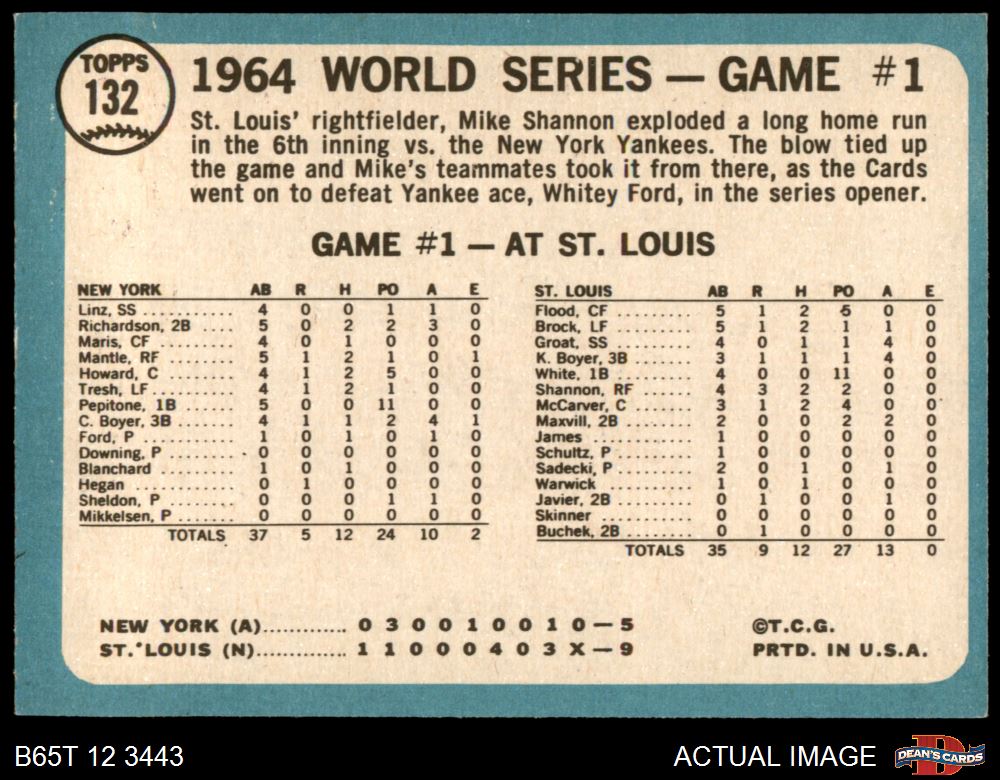 TOPPS
132
1964 WORLD SERIES — GAME #1
St. Louis' rightfielder, Mike Shannon exploded a long home run
in the 6th inning vs. the New York Yankees. The blow tied up
the game and Mike's teammates took it from there, as the Cards
went on to defeat Yankee ace, Whitey Ford, in the series opener.
GAME #1 — AT ST. LOUIS
NEW YORK AB R H PO A E
Linz, SS .............. 4 0 0 1 1 0
Richardson, 2B .... 5 0 2 2 3 0
Maris, CF ............ 4 0 1 0 0 0
Mantle, RF .......... 5 1 2 1 0 1
Howard, C .......... 4 1 2 5 0 0
Tresh, LF ............ 4 1 2 1 0 0
Pepitone, 1B ........ 5 0 0 11 0 0
C. Boyer, 3B ........ 4 1 1 2 4 1
Ford, P .............. 1 0 1 0 1 0
Downing, P .......... 0 0 0 0 0 0
Blanchard .......... 1 0 1 0 0 0
Hegan ................ 0 1 0 0 0 0
Sheldon, P .......... 0 0 0 1 1 0
Mikkelsen, P ........ 0 0 0 0 0 0
TOTALS 37 5 12 24 10 2
ST. LOUIS AB R H PO A E
Flood, CF ............ 5 1 2 5 0 0
Brock, LF ............ 5 1 2 1 1 0
Groat, SS ............ 4 0 1 1 4 0
K. Boyer, 3B ........ 3 1 1 1 4 0
White, 1B ............ 4 0 0 11 0 0
Shannon, RF ........ 4 3 2 2 0 0
McCarver, C ........ 3 1 2 4 0 0
Maxvill, 2B .......... 2 0 0 2 2 0
James ................ 1 0 0 0 0 0
Schultz, P ............ 1 0 0 0 0 0
Sadecki, P .......... 2 0 1 0 1 0
Warwick ............ 1 0 1 0 0 0
Javier, 2B ............ 0 1 0 0 1 0
Skinner .............. 0 0 0 0 0 0
Buchek, 2B .......... 0 1 0 0 0 0
TOTALS 35 9 12 27 13 0
NEW YORK (A)............ 0 3 0 0 1 0 0 1 0 — 5
ST. LOUIS (N)............. 1 1 0 0 0 4 0 3 X — 9
©T.C.G.
PRTD. IN U.S.A.
B65T 12 3443
ACTUAL IMAGE
D
DEAN'S CARDS